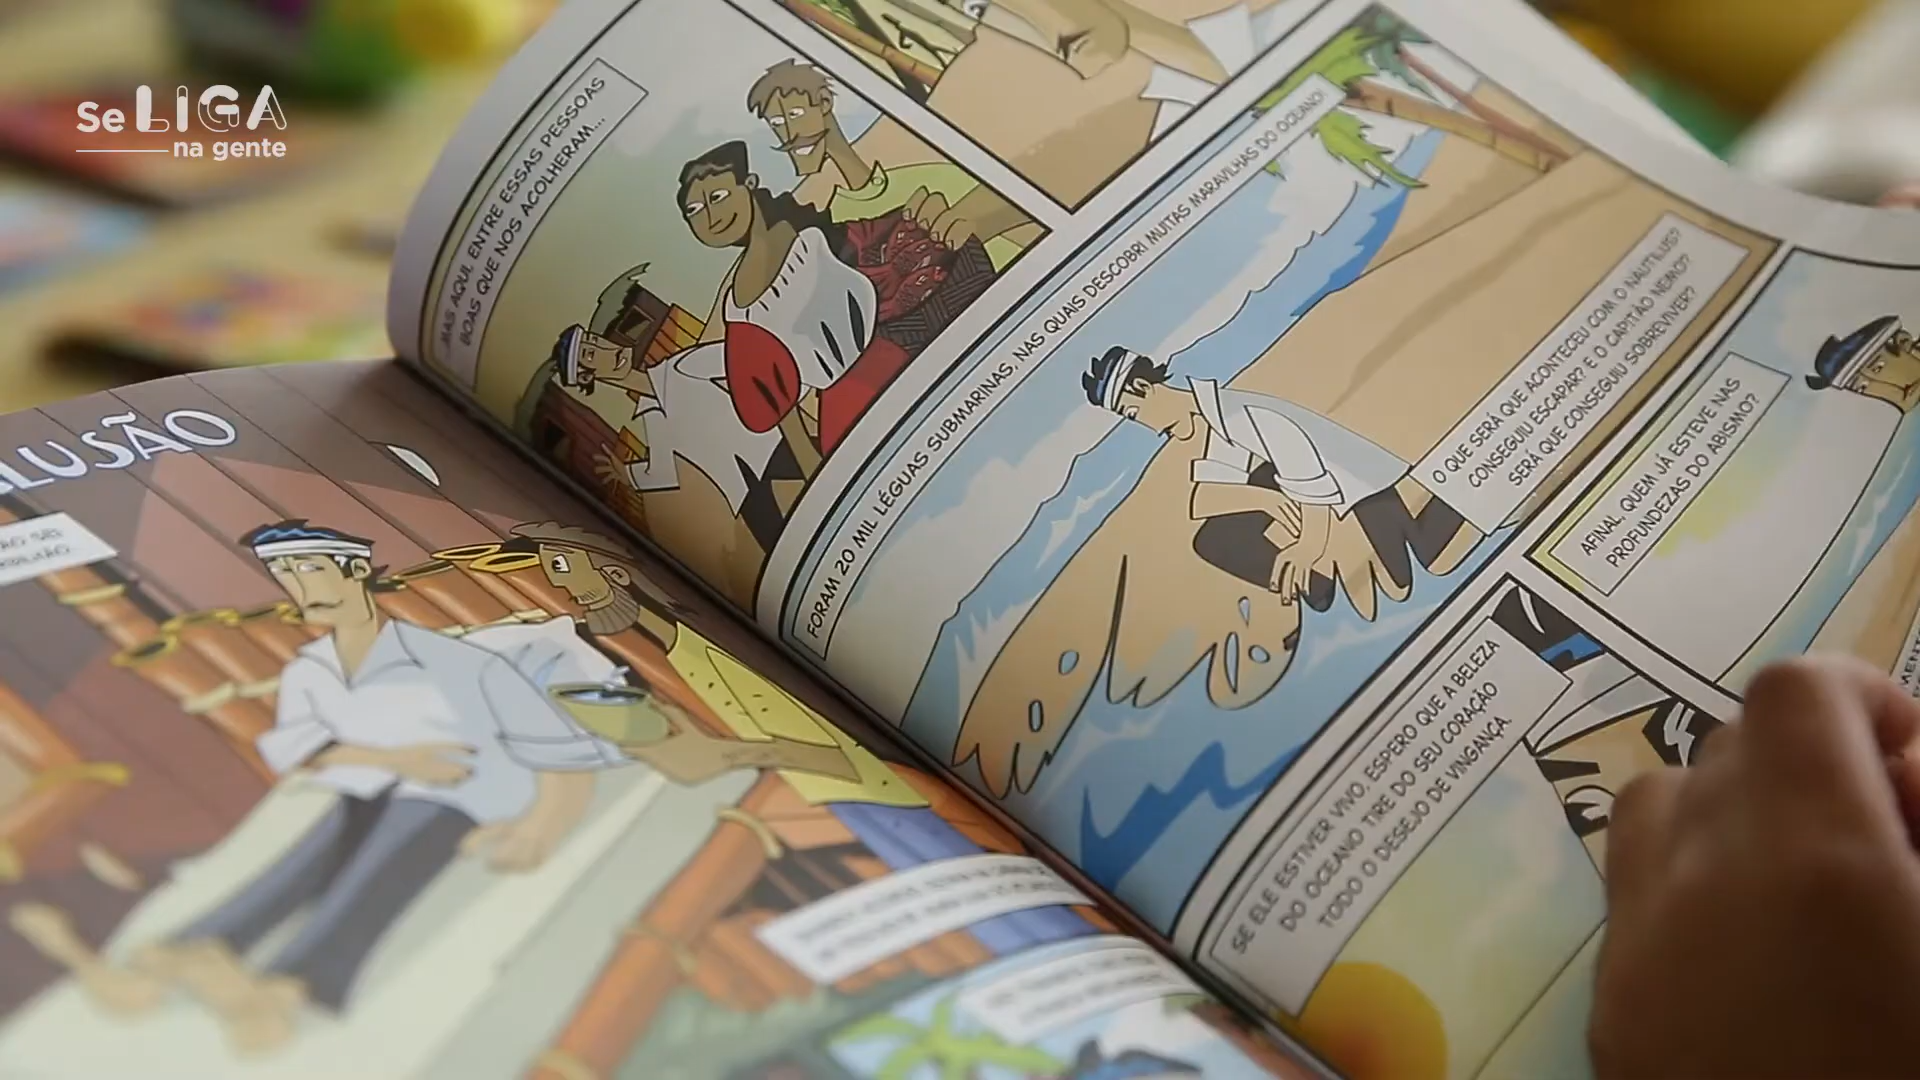 Se LIGA
na gente
...MAS AQUI, ENTRE ESSAS PESSOAS
BOAS QUE NOS ACOLHERAM...
FORAM 20 MIL LÉGUAS SUBMARINAS, NAS QUAIS DESCOBRI MUITAS MARAVILHAS DO OCEANO!
O QUE SERÁ QUE ACONTECEU COM O NAUTILUS?
CONSEGUIU ESCAPAR? E O CAPITÃO NEMO?
SERÁ QUE CONSEGUIU SOBREVIVER?
AFINAL, QUEM JÁ ESTEVE NAS
PROFUNDEZAS DO ABISMO?
SE ELE ESTIVER VIVO, ESPERO QUE A BELEZA
DO OCEANO TIRE DO SEU CORAÇÃO
TODO O DESEJO DE VINGANÇA.
LUSÃO